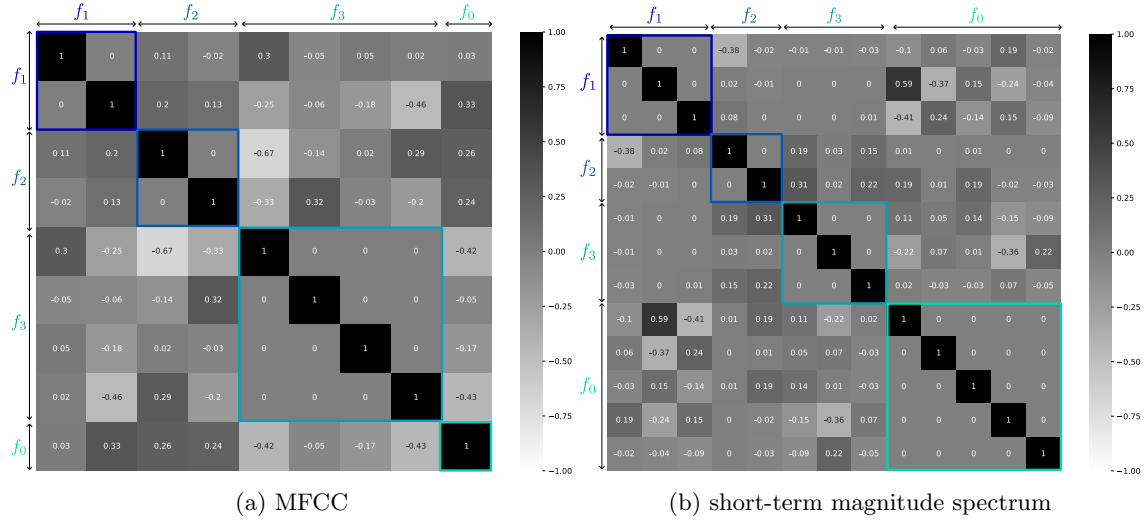 f1 f2 f3 f0
f1
f2
f3
f0
1 0 0.11 -0.02 0.3 -0.05 0.05 0.02 0.03
0 1 0.2 0.13 -0.25 -0.06 -0.18 -0.46 0.33
0.11 0.2 1 0 -0.67 -0.14 0.02 0.29 0.26
-0.02 0.13 0 1 -0.33 0.32 -0.03 -0.2 0.24
0.3 -0.25 -0.67 -0.33 1 0 0 0 -0.42
-0.05 -0.06 -0.14 0.32 0 1 0 0 -0.05
0.05 -0.18 0.02 -0.03 0 0 1 0 -0.17
0.02 -0.46 0.29 -0.2 0 0 0 1 -0.43
0.03 0.33 0.26 0.24 -0.42 -0.05 -0.17 -0.43 1
1.00
0.75
0.50
0.25
0.00
−0.25
−0.50
−0.75
−1.00
(a) MFCC
f1 f2 f3 f0
f1
f2
f3
f0
1 0 0 -0.38 -0.02 -0.01 -0.01 -0.03 -0.1 0.06 -0.03 0.19 -0.02
0 1 0 0.02 -0.01 0 0 0 0.59 -0.37 0.15 -0.24 -0.04
0 0 1 0.08 0 0 0 0.01 -0.41 0.24 -0.14 0.15 -0.09
-0.38 0.02 0.08 1 0 0.19 0.03 0.15 0.01 0 0.01 0 0
-0.02 -0.01 0 0 1 0.31 0.02 0.22 0.19 0.01 0.19 -0.02 -0.03
-0.01 0 0 0.19 0.31 1 0 0 0.11 0.05 0.14 -0.15 -0.09
-0.01 0 0 0.03 0.02 0 1 0 -0.22 0.07 0.01 -0.36 0.22
-0.03 0 0.01 0.15 0.22 0 0 1 0.02 -0.03 -0.03 0.07 -0.05
-0.1 0.59 -0.41 0.01 0.19 0.11 -0.22 0.02 1 0 0 0 0
0.06 -0.37 0.24 0 0.01 0.05 0.07 -0.03 0 1 0 0 0
-0.03 0.15 -0.14 0.01 0.19 0.14 0.01 -0.03 0 0 1 0 0
0.19 -0.24 0.15 0 -0.02 -0.15 -0.36 0.07 0 0 0 1 0
-0.02 -0.04 -0.09 0 -0.03 -0.09 0.22 -0.05 0 0 0 0 1
1.00
0.75
0.50
0.25
0.00
−0.25
−0.50
−0.75
−1.00
(b) short-term magnitude spectrum